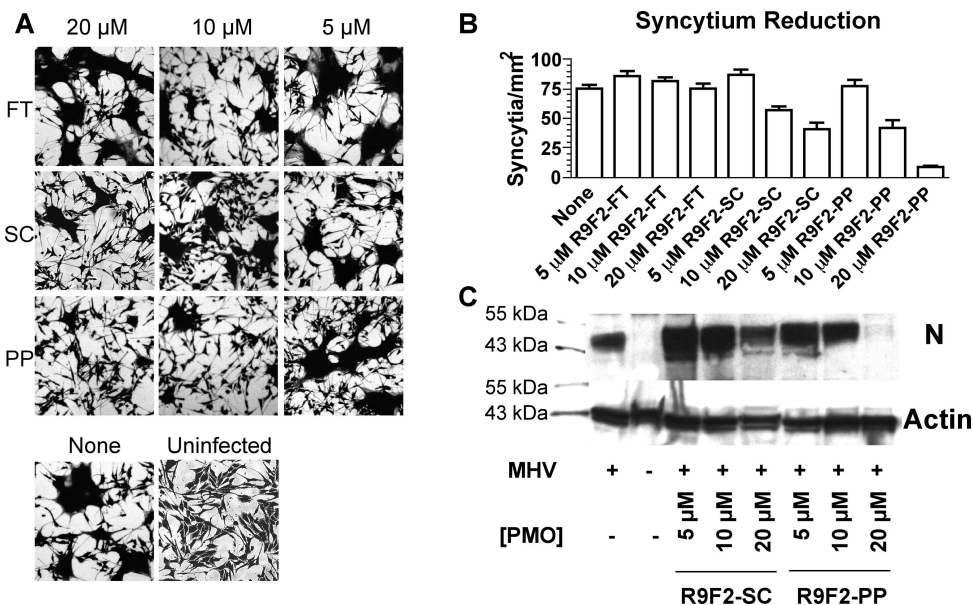 A
20 µM 10 µM 5 µM
FT
SC
PP
None Uninfected
B
Syncytium Reduction
Syncytia/mm²
100
75
50
25
0
None
5 µM R9F2-FT
10 µM R9F2-FT
20 µM R9F2-FT
5 µM R9F2-SC
10 µM R9F2-SC
20 µM R9F2-SC
5 µM R9F2-PP
10 µM R9F2-PP
20 µM R9F2-PP
C
55 kDa
43 kDa
N
55 kDa
43 kDa
Actin
MHV + - + + + + + +
[PMO] - - 5 µM 10 µM 20 µM 5 µM 10 µM 20 µM
R9F2-SC R9F2-PP